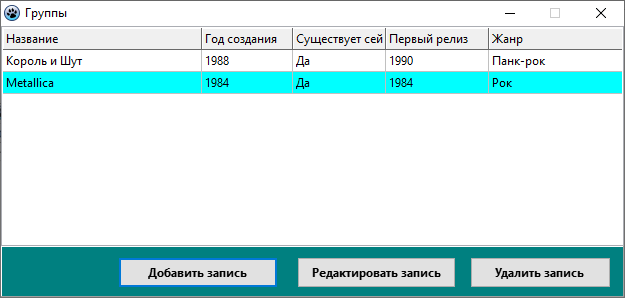 Группы
Название Год создания Существует сей Первый релиз Жанр
Король и Шут 1988 Да 1990 Панк-рок
Metallica 1984 Да 1984 Рок
Добавить запись Редактировать запись Удалить запись